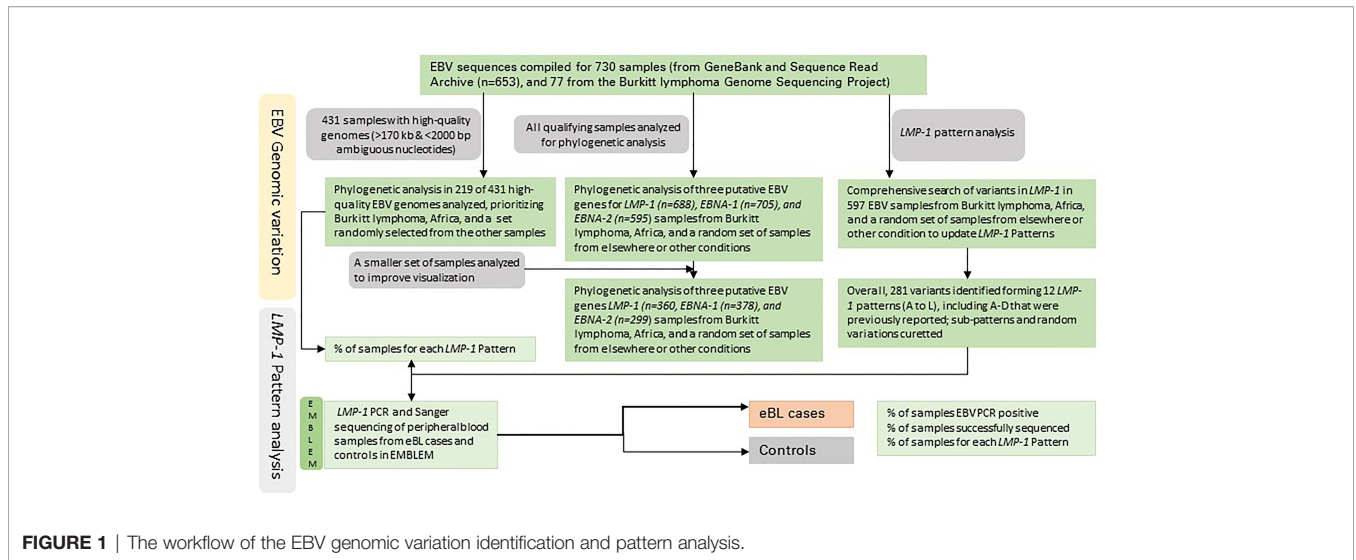 EBV sequences compiled for 730 samples (from GeneBank and Sequence Read
Archive (n=653), and 77 from the Burkitt lymphoma Genome Sequencing Project)
EBV Genomic variation
431 samples with high-quality
genomes (>170 kb & <2000 bp
ambiguous nucleotides)
All qualifying samples analyzed
for phylogenetic analysis
LMP-1 pattern analysis
Phylogenetic analysis in 219 of 431 high-
quality EBV genomes analyzed, prioritizing
Burkitt lymphoma, Africa, and a set
randomly selected from the other samples
Phylogenetic analysis of three putative EBV
genes for LMP-1 (n=688), EBNA-1 (n=705), and
EBNA-2 (n=595) samples from Burkitt
lymphoma, Africa, and a random set of samples
from elsewhere or other conditions
Comprehensive search of variants in LMP-1 in
597 EBV samples from Burkitt lymphoma, Africa,
and a random set of samples from elsewhere or
other condition to update LMP-1 Patterns
A smaller set of samples analyzed
to improve visualization
Phylogenetic analysis of three putative EBV
genes LMP-1 (n=360, EBNA-1 (n=378), and
EBNA-2 (n=299) samples from Burkitt
lymphoma, Africa, and a random set of samples
from elsewhere or other conditions
Overall, 281 variants identified forming 12 LMP-
1 patterns (A to L), including A-D that were
previously reported; sub-patterns and random
variations curetted
LMP-1 Pattern analysis
% of samples for each LMP-1 Pattern
EMBLEM
LMP-1 PCR and Sanger
sequencing of peripheral blood
samples from eBL cases and
controls in EMBLEM
eBL cases
Controls
% of samples EBV PCR positive
% of samples successfully sequenced
% of samples for each LMP-1 Pattern
FIGURE 1 | The workflow of the EBV genomic variation identification and pattern analysis.